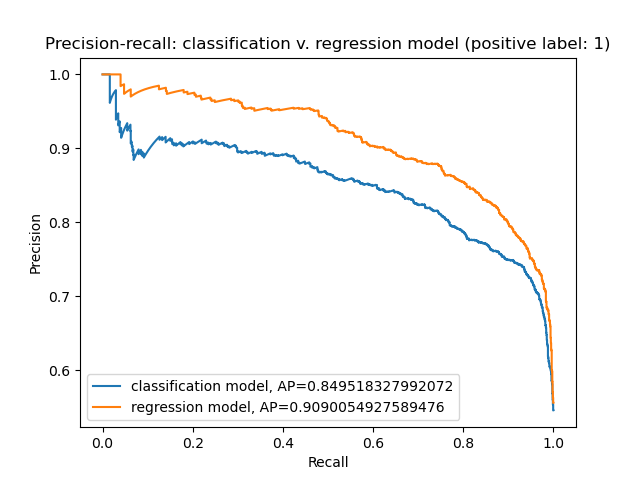 Precision-recall: classification v. regression model (positive label: 1)
1.0
0.9
0.8
0.7
0.6
Precision
classification model, AP=0.849518327992072
regression model, AP=0.9090054927589476
0.0 0.2 0.4 0.6 0.8 1.0
Recall